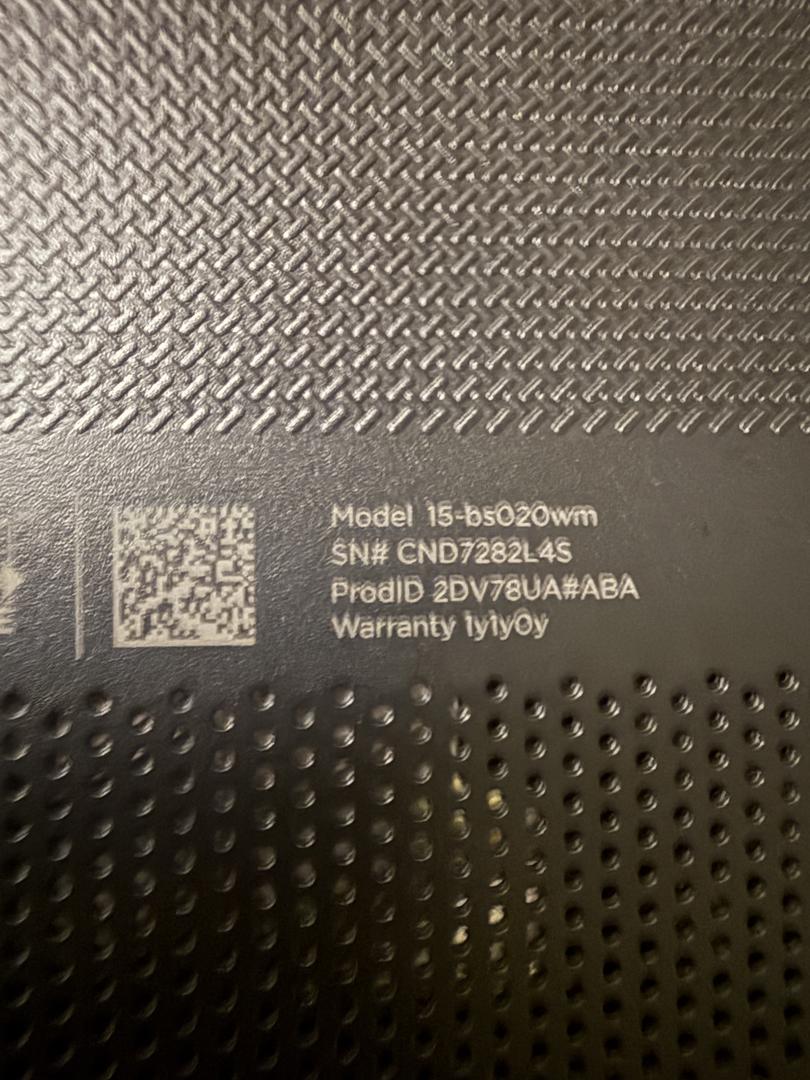 Model 15-bs020wm
SN# CND7282L4S
ProdID 2DV78UA#ABA
Warranty 1y1y0y